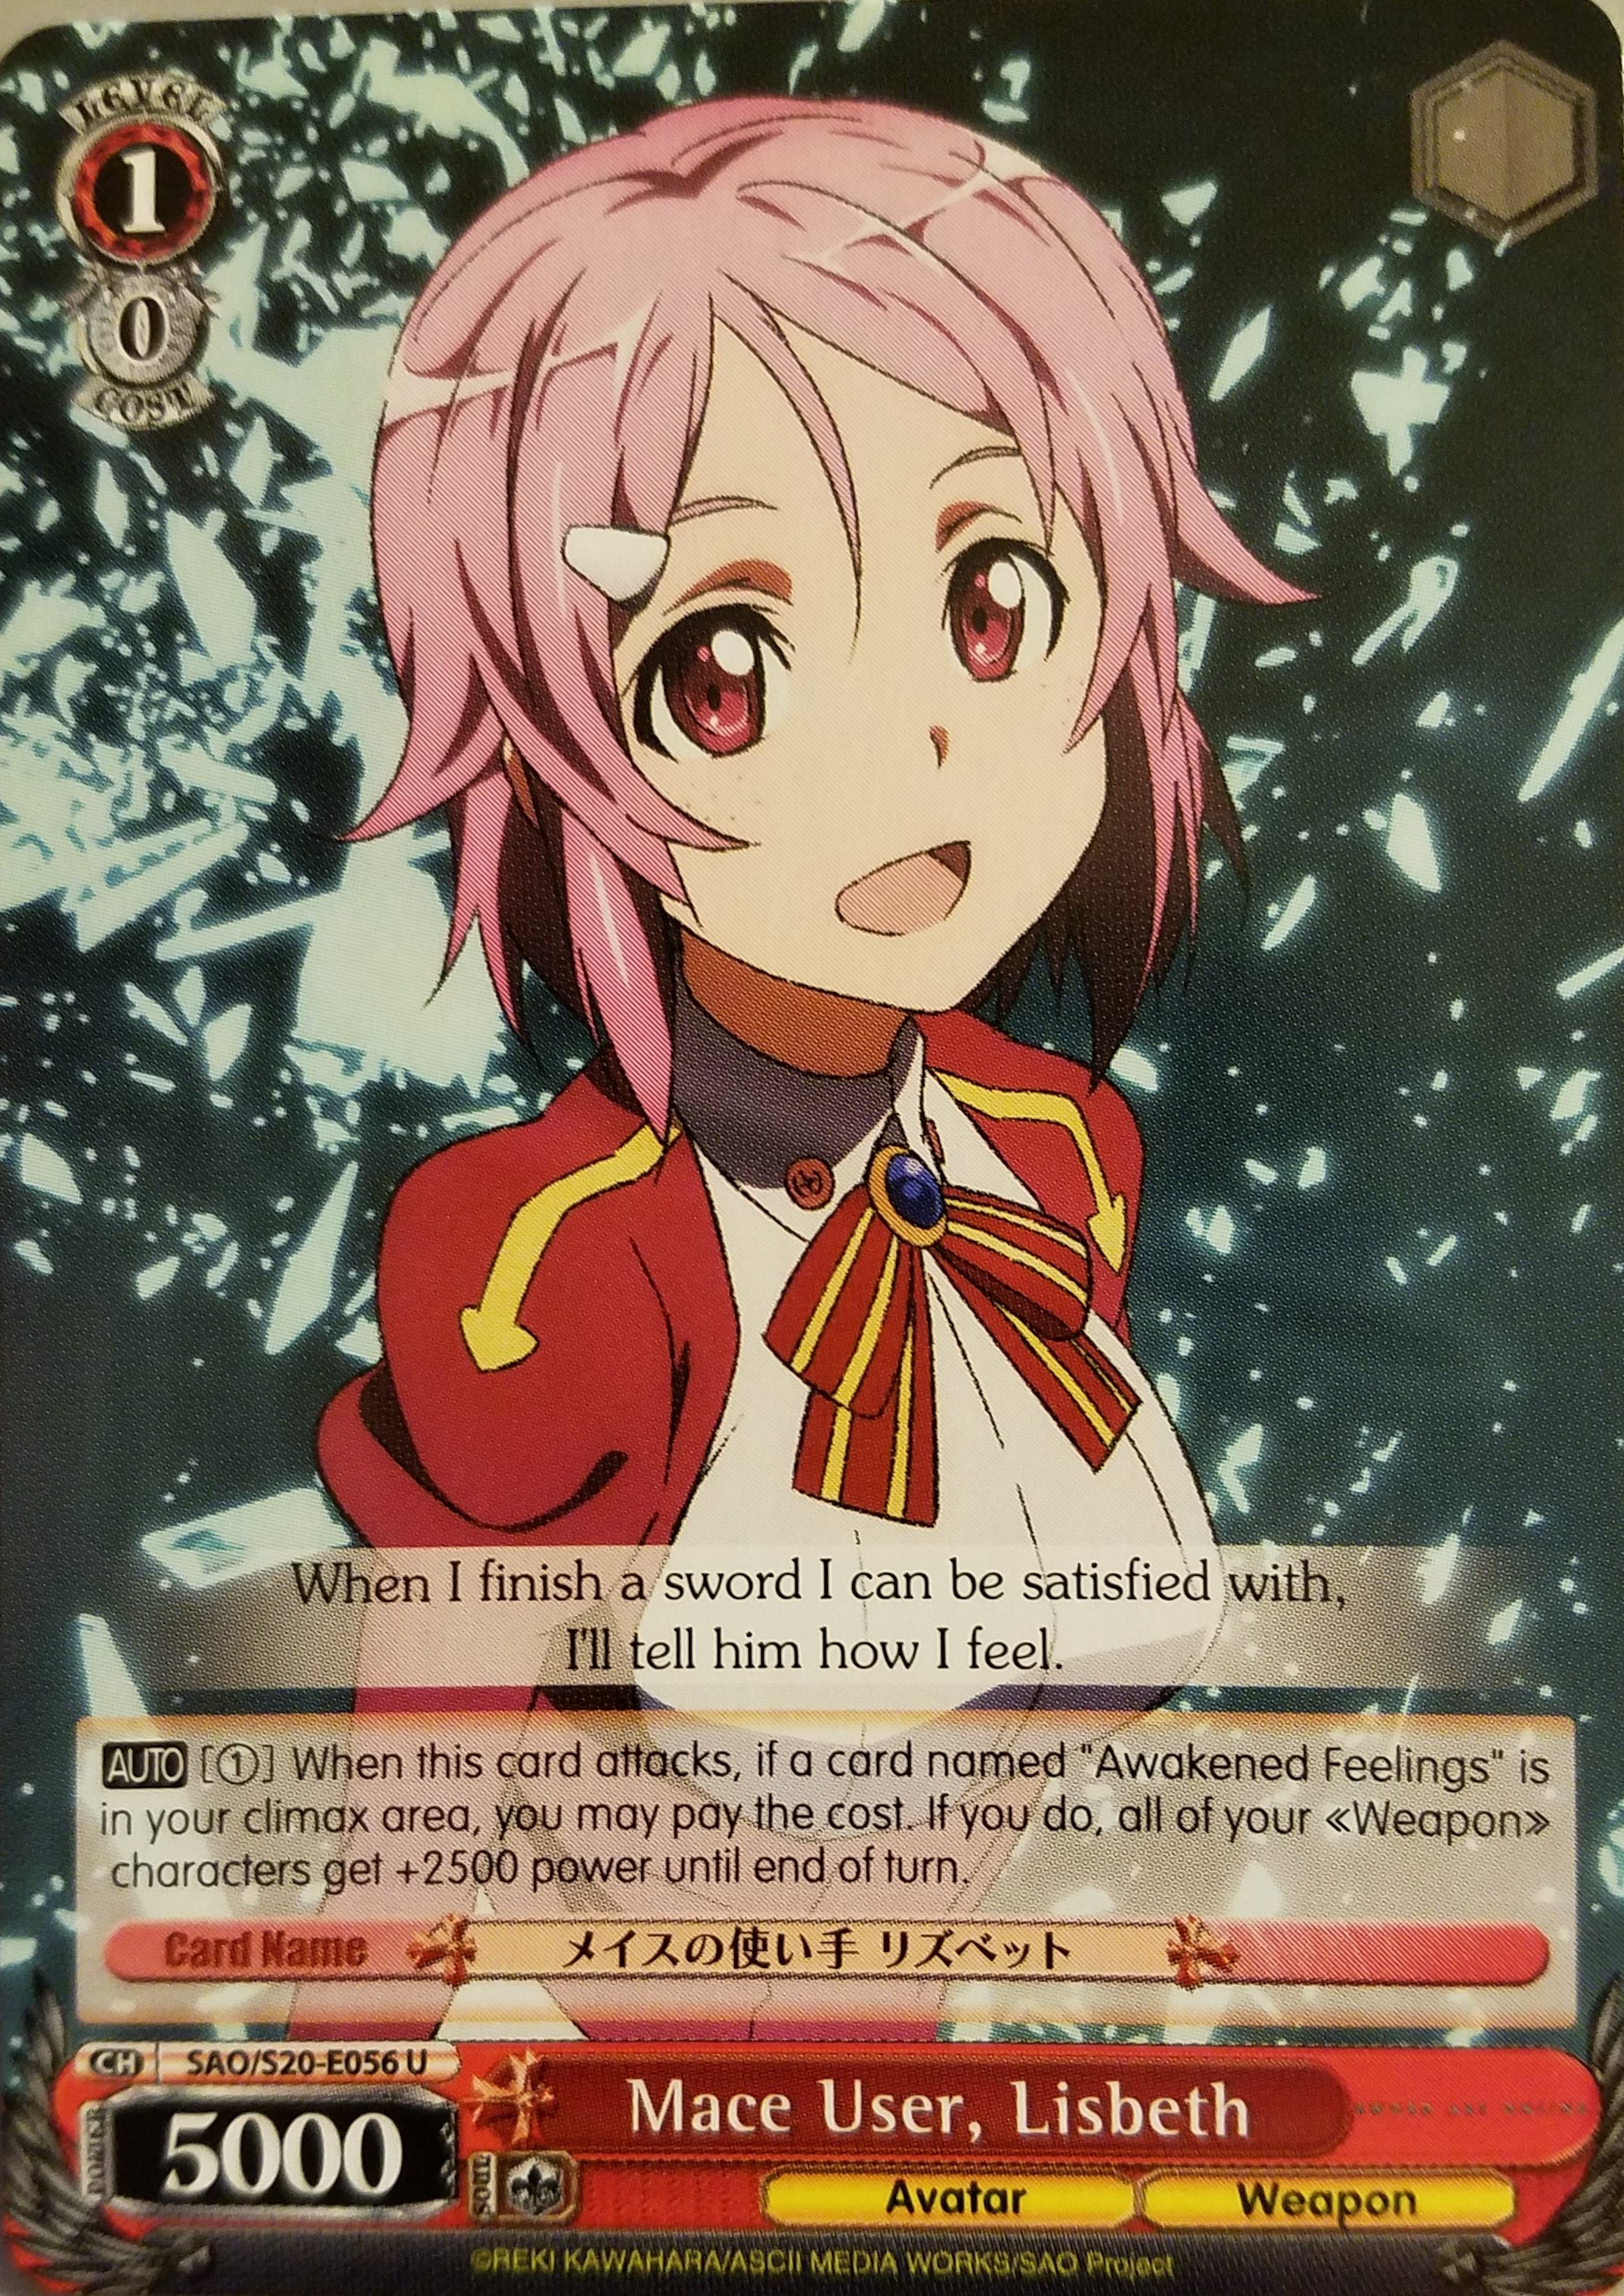 LEVEL
1
0
COST
When I finish a sword I can be satisfied with,
I'll tell him how I feel.
AUTO [①] When this card attacks, if a card named "Awakened Feelings" is
in your climax area, you may pay the cost. If you do, all of your «Weapon»
characters get +2500 power until end of turn.
Card Name メイスの使い手 リズベット
CH SAO/S20-E056 U
POWER 5000
Mace User, Lisbeth
SOUL
Avatar Weapon
©REKI KAWAHARA/ASCII MEDIA WORKS/SAO Project